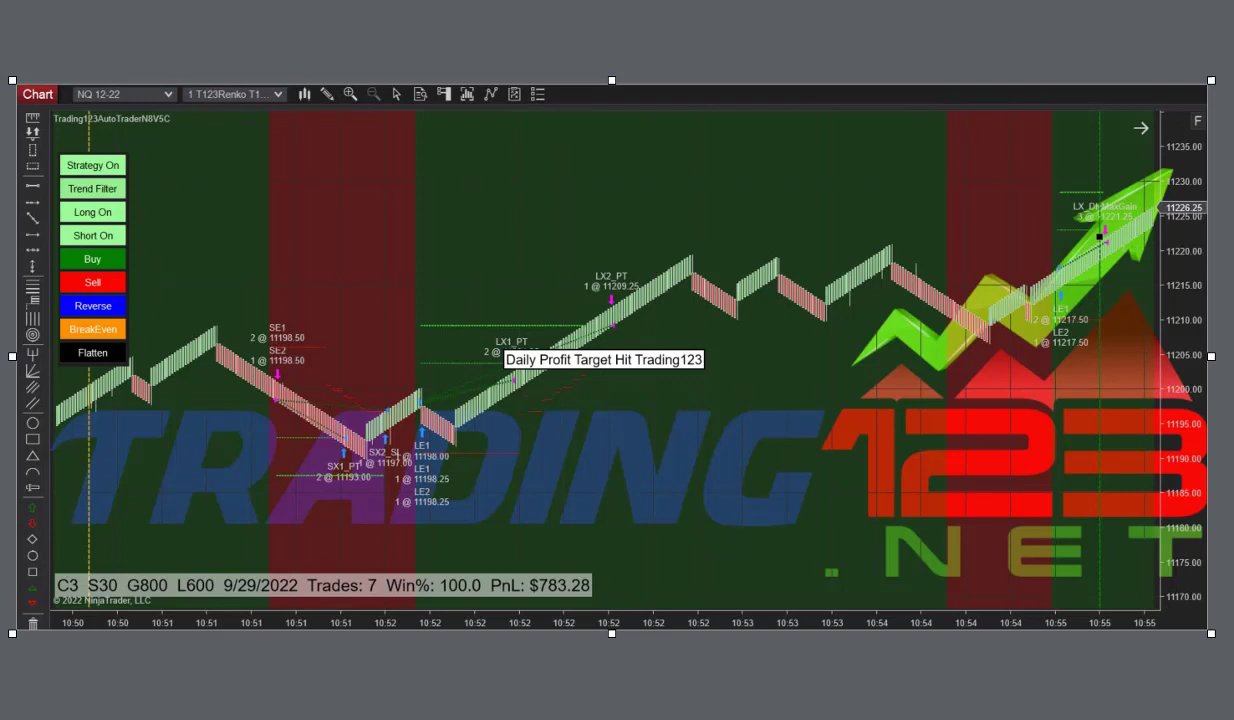 Chart NQ 12-22 1 T123Renko T1...
Trading123AutoTraderN8V5C
F
Strategy On
Trend Filter
Long On
Short On
Buy
Sell
Reverse
BreakEven
Flatten
11235.00
11230.00
11226.25
11225.00
11220.00
11215.00
11210.00
11205.00
11200.00
11195.00
11190.00
11185.00
11180.00
11175.00
11170.00
SE1
2 @ 11198.50
SE2
1 @ 11198.50
LX2_PT
1 @ 11209.25
LX1_PT
2 @
Daily Profit Target Hit Trading123
3 @ 11221.25
LE1
2 @ 11217.50
LE2
1 @ 11217.50
SX1_PT
2 @ 11193.00
SX2_SL
1 @ 11197.00
LE1
1 @ 11198.00
LE1
1 @ 11198.25
LE2
1 @ 11198.25
TRADING 123
.NET
C3 S30 G800 L600 9/29/2022 Trades: 7 Win%: 100.0 PnL: $783.28
© 2022 NinjaTrader, LLC
10:50 10:50 10:51 10:51 10:51 10:51 10:51 10:52 10:52 10:52 10:52 10:52 10:52 10:52 10:52 10:53 10:53 10:53 10:54 10:54 10:54 10:54 10:55 10:55 10:55